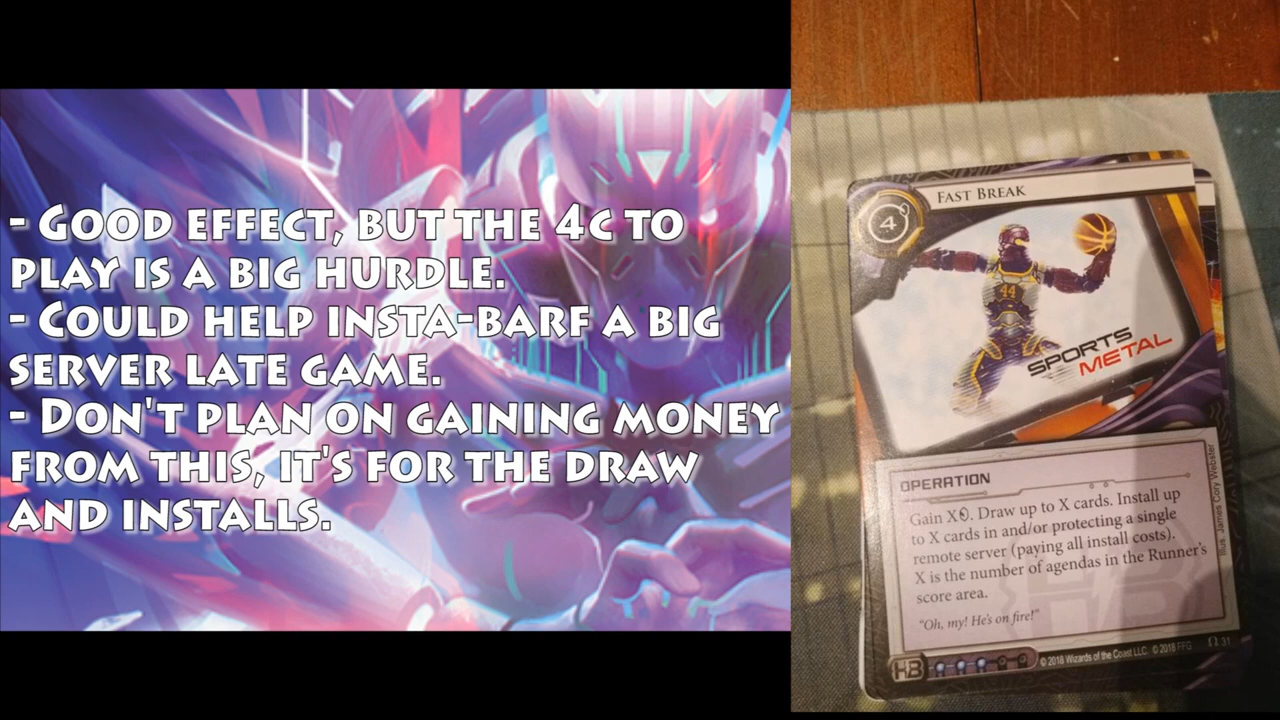 - Good effect, but the 4c to
play is a big hurdle.
- Could help insta-barf a big
server late game.
- Don't plan on gaining money
from this, it's for the draw
and installs.
Fast Break
4
44
SPORTS
METAL
OPERATION
Gain X. Draw up to X cards. Install up
to X cards in and/or protecting a single
remote server (paying all install costs).
X is the number of agendas in the Runner's
score area.
"Oh, my! He's on fire!"
Illus. James Cory Webster
HB
© 2018 Wizards of the Coast LLC. © 2018 FFG
31